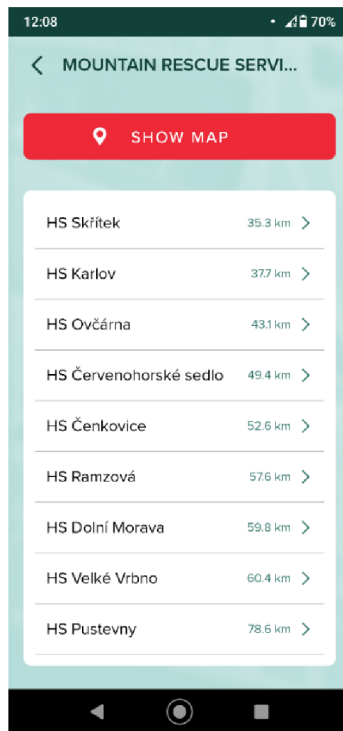 12:08 70%
MOUNTAIN RESCUE SERVI...
SHOW MAP
HS Skřítek 35.3 km
HS Karlov 37.7 km
HS Ovčárna 43.1 km
HS Červenohorské sedlo 49.4 km
HS Čenkovice 52.6 km
HS Ramzová 57.6 km
HS Dolní Morava 59.8 km
HS Velké Vrbno 60.4 km
HS Pustevny 78.6 km